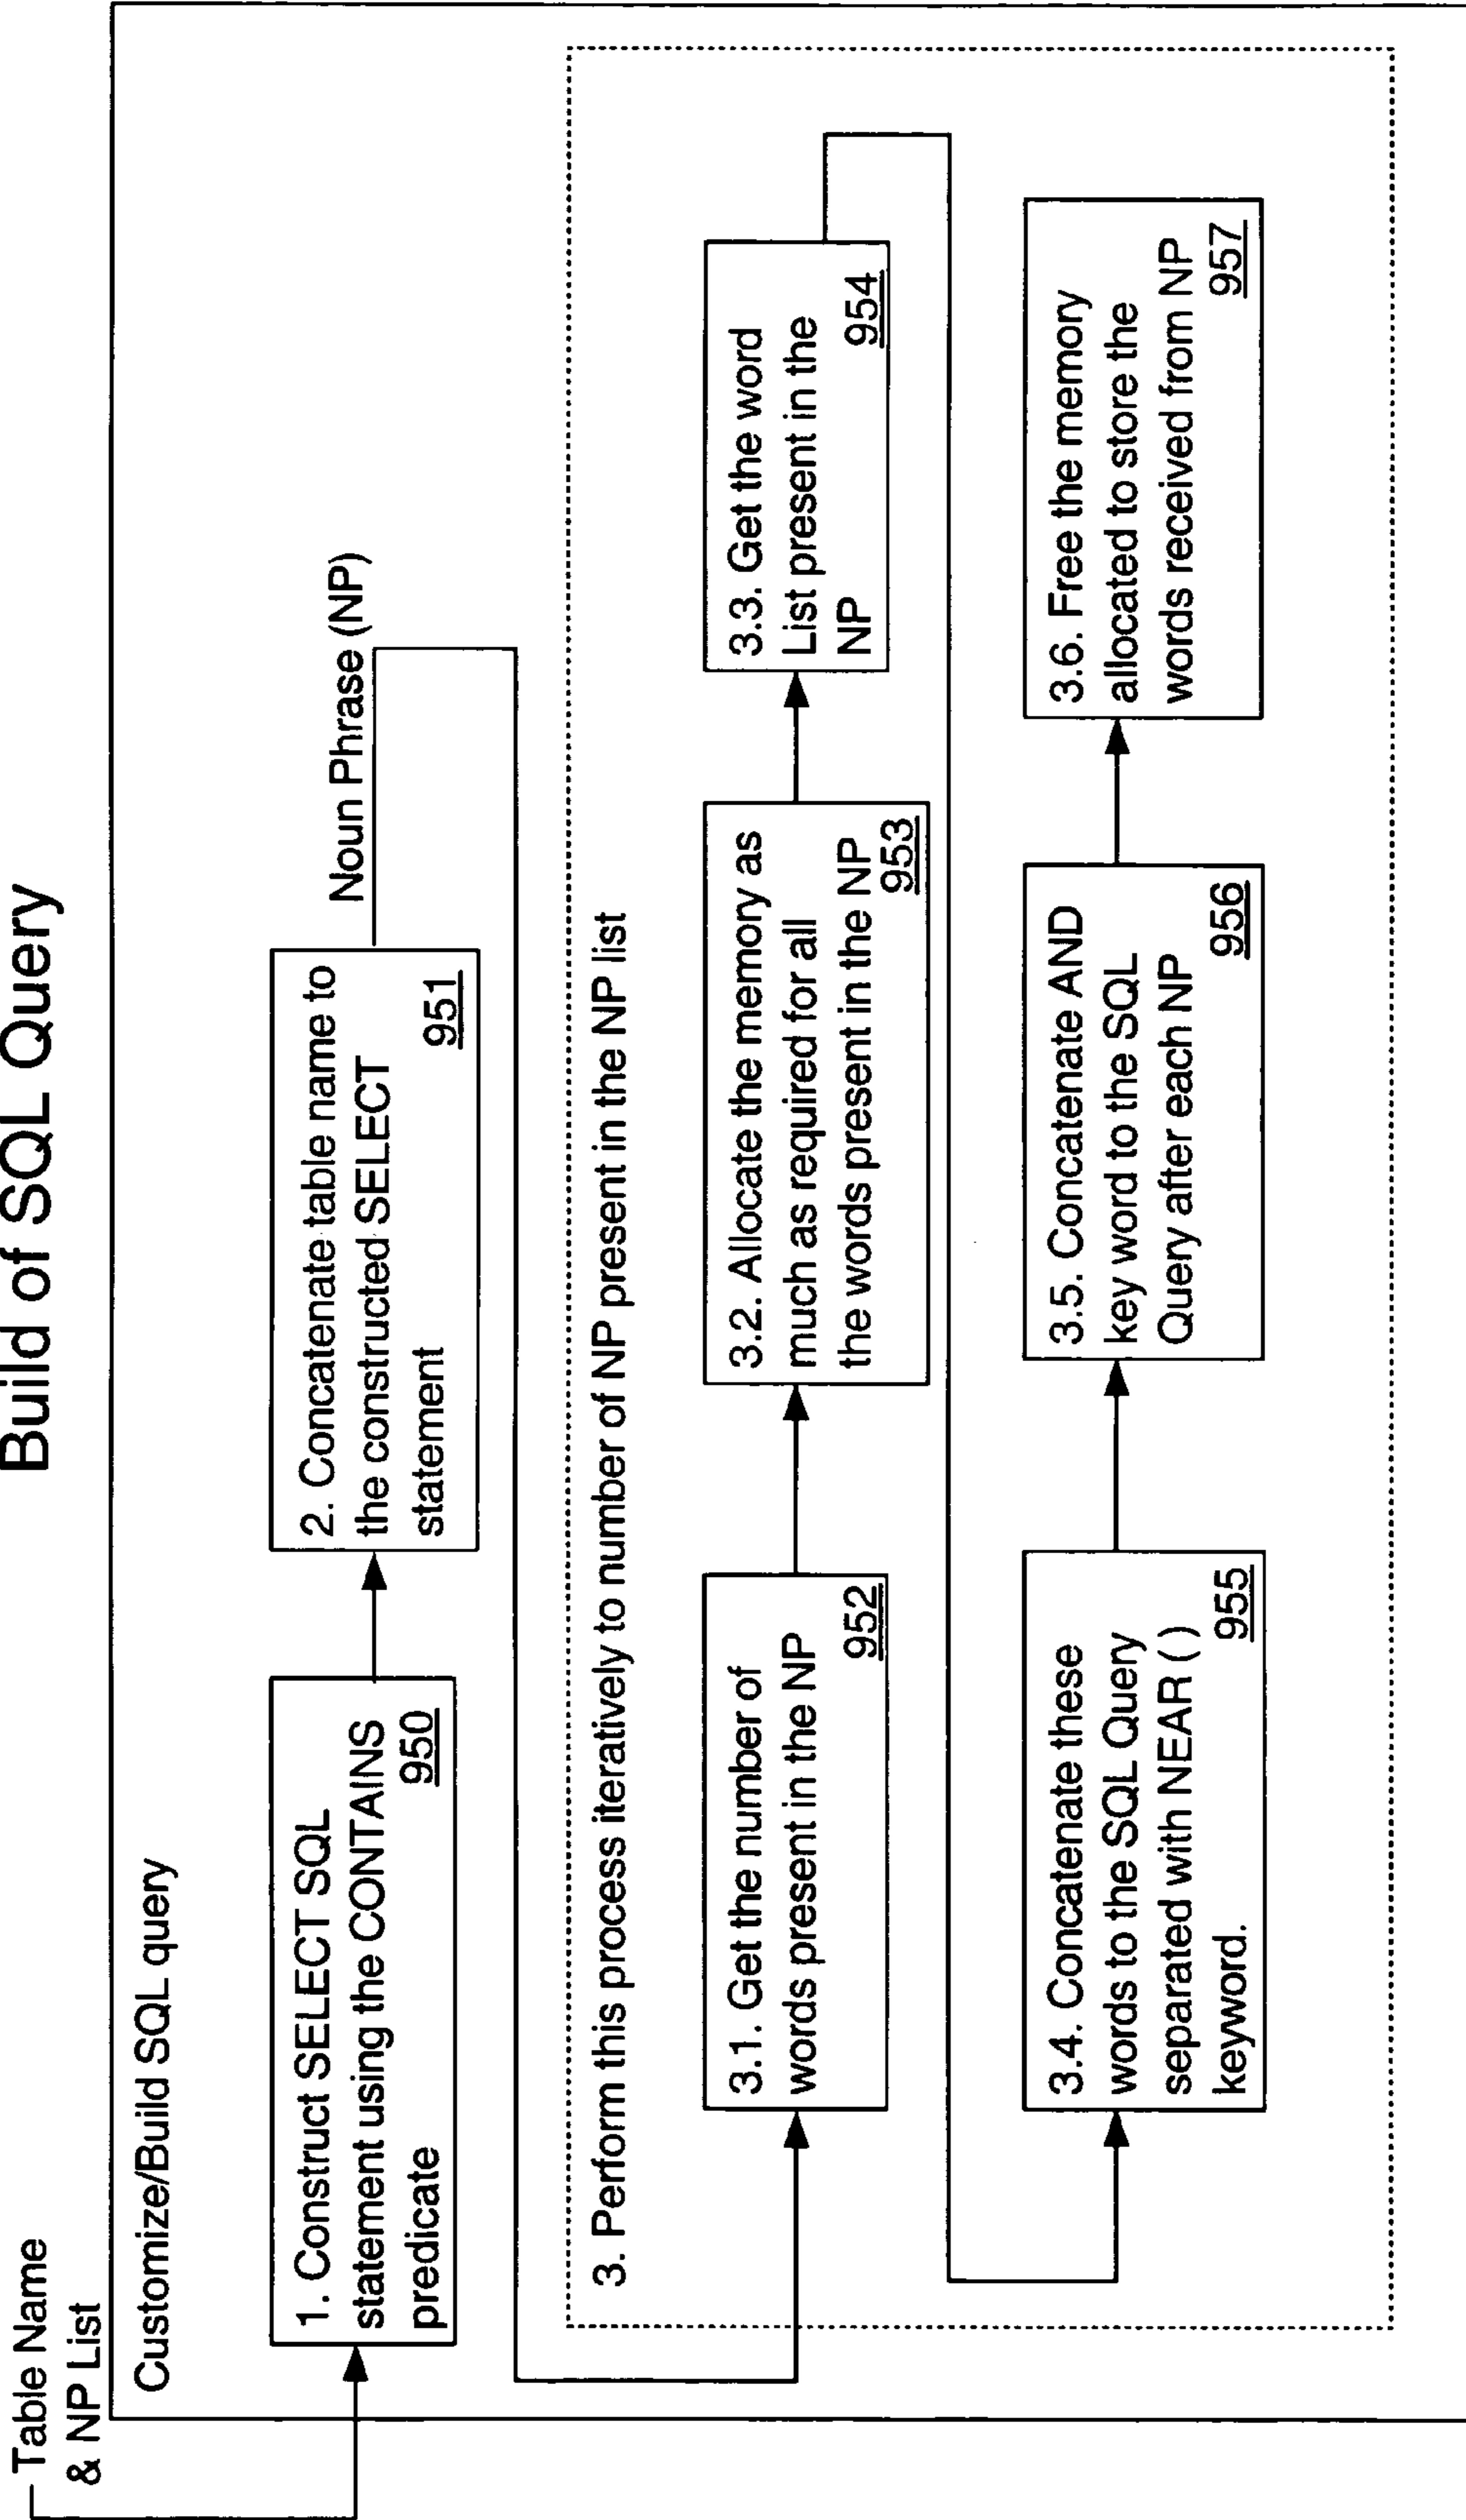 Build of SQL Query
Table Name
& NP List
Customize/Build SQL query
1. Construct SELECT SQL
statement using the CONTAINS
predicate
950
2. Concatenate table name to
the constructed SELECT
statement
951
Noun Phrase (NP)
3. Perform this process iteratively to number of NP present in the NP list
3.1. Get the number of
words present in the NP
952
3.2. Allocate the memory as
much as required for all
the words present in the NP
953
3.3. Get the word
List present in the
NP
954
3.4. Concatenate these
words to the SQL Query
separated with NEAR ( )
keyword.
955
3.5. Concatenate AND
key word to the SQL
Query after each NP
956
3.6. Free the memory
allocated to store the
words received from NP
957